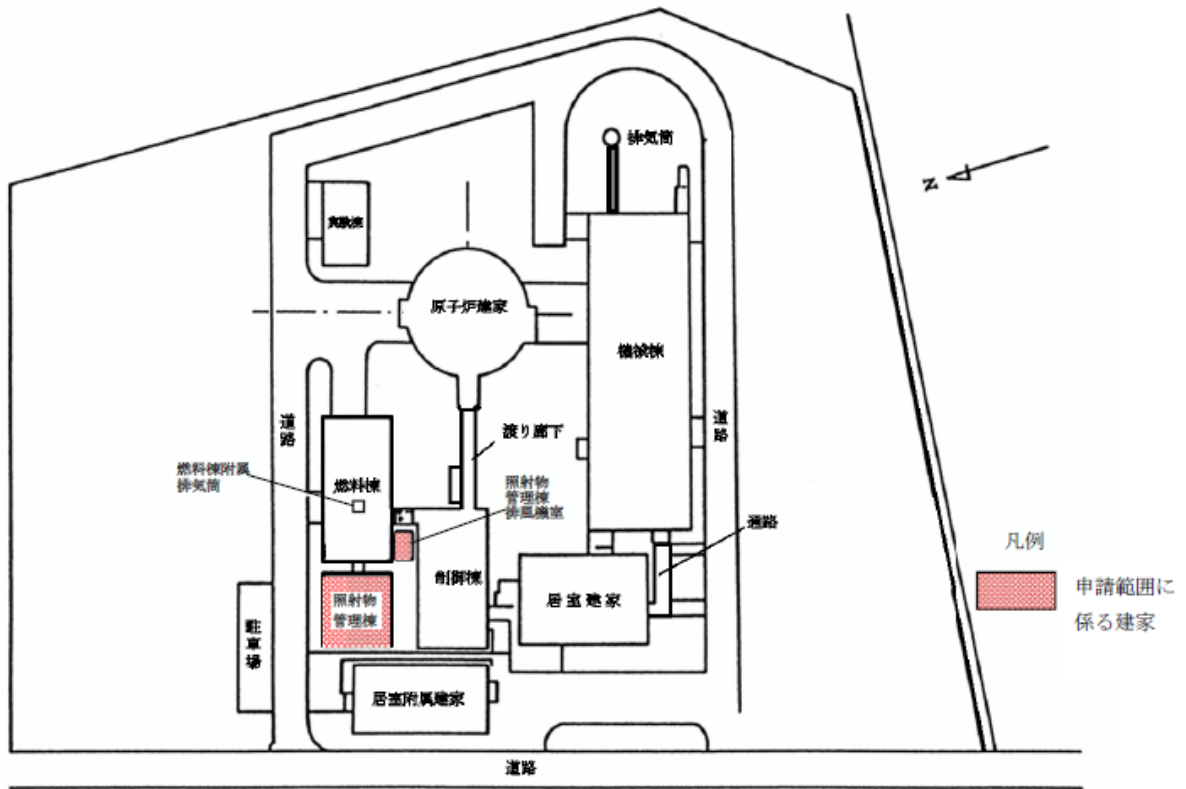 排気筒
N
実験棟
原子炉建家
機械棟
道路
道路
渡り廊下
燃料棟附属
排気筒
燃料棟
照射物
管理棟
排風機室
通路
凡例
制御棟
居室建家
申請範囲に
係る建家
照射物
管理棟
駐車場
居室附属建家
道路